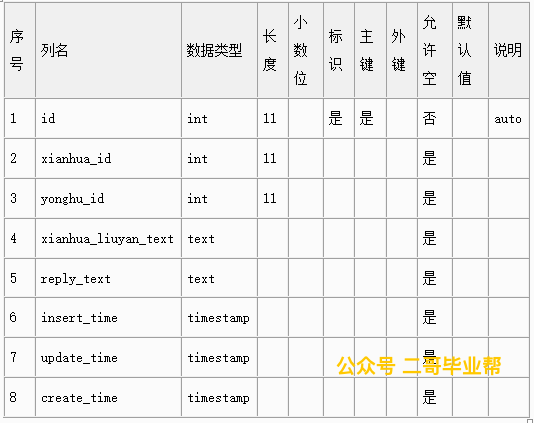 序号 列名 数据类型 长度 小数位 标识 主键 外键 允许空 默认值 说明
1 id int 11 是 是 否 auto
2 xianhua_id int 11 是
3 yonghu_id int 11 是
4 xianhua_liuyan_text text 是
5 reply_text text 是
6 insert_time timestamp 是
7 update_time timestamp 是
公众号 二哥毕业帮
8 create_time timestamp 是